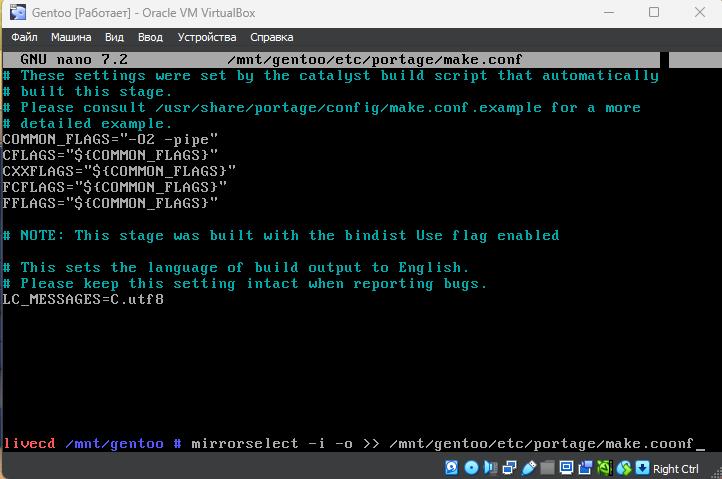 Gentoo [Работает] - Oracle VM VirtualBox
Файл Машина Вид Ввод Устройства Справка
GNU nano 7.2 /mnt/gentoo/etc/portage/make.conf
# These settings were set by the catalyst build script that automatically
# built this stage.
# Please consult /usr/share/portage/config/make.conf.example for a more
# detailed example.
COMMON_FLAGS="-O2 -pipe"
CFLAGS="${COMMON_FLAGS}"
CXXFLAGS="${COMMON_FLAGS}"
FCFLAGS="${COMMON_FLAGS}"
FFLAGS="${COMMON_FLAGS}"
# NOTE: This stage was built with the bindist Use flag enabled
# This sets the language of build output to English.
# Please keep this setting intact when reporting bugs.
LC_MESSAGES=C.utf8
livecd /mnt/gentoo # mirrorselect -i -o >> /mnt/gentoo/etc/portage/make.coonf_
Right Ctrl